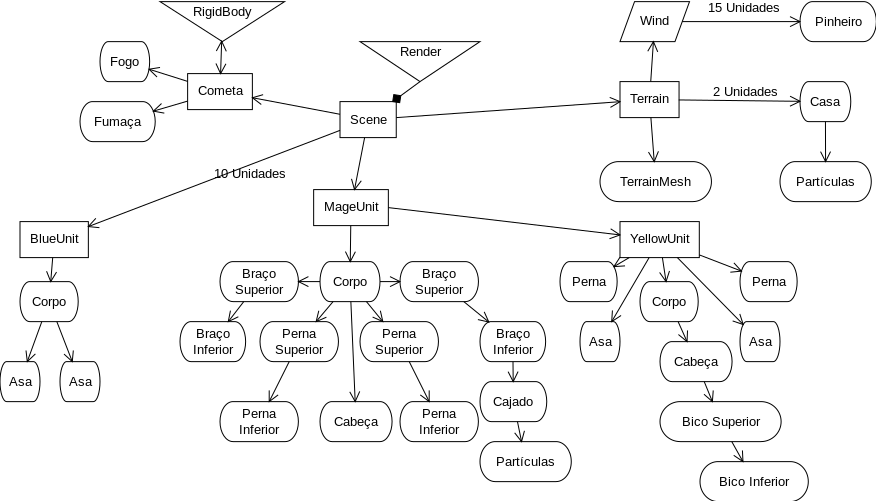 RigidBody
Wind
15 Unidades
Pinheiro
Render
Fogo
Cometa
Terrain
2 Unidades
Casa
Fumaça
Scene
10 Unidades
TerrainMesh
Partículas
MageUnit
BlueUnit
YellowUnit
Braço
Superior
Corpo
Braço
Superior
Perna
Perna
Corpo
Corpo
Braço
Inferior
Perna
Superior
Perna
Superior
Braço
Inferior
Asa
Asa
Cabeça
Asa
Asa
Cajado
Perna
Inferior
Cabeça
Perna
Inferior
Bico Superior
Partículas
Bico Inferior